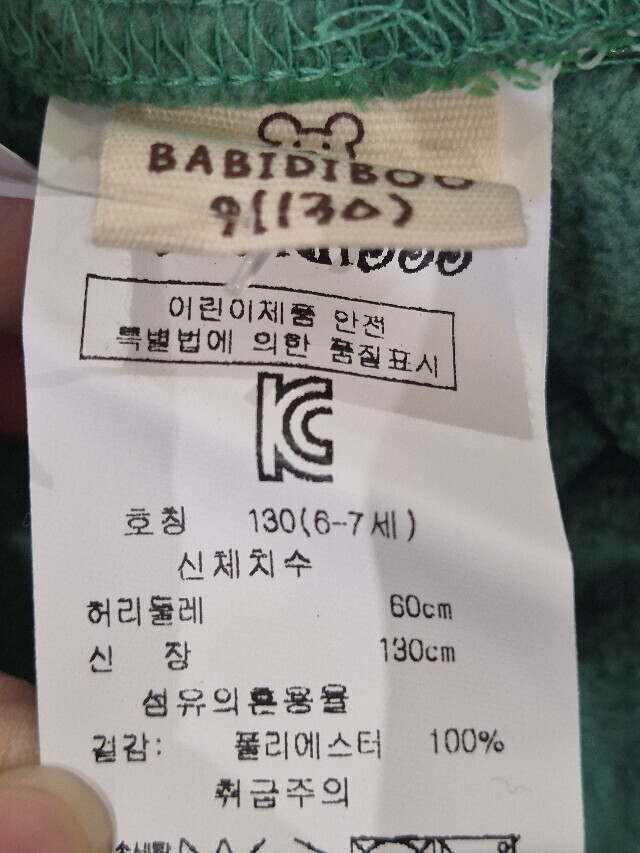 BABIDIBOO
9(130)
어린이제품 안전
특별법에 의한 품질표시
KC
호칭 130(6-7세)
신체치수
허리둘레 60cm
신 장 130cm
섬유의혼용율
겉감: 폴리에스터 100%
취급주의